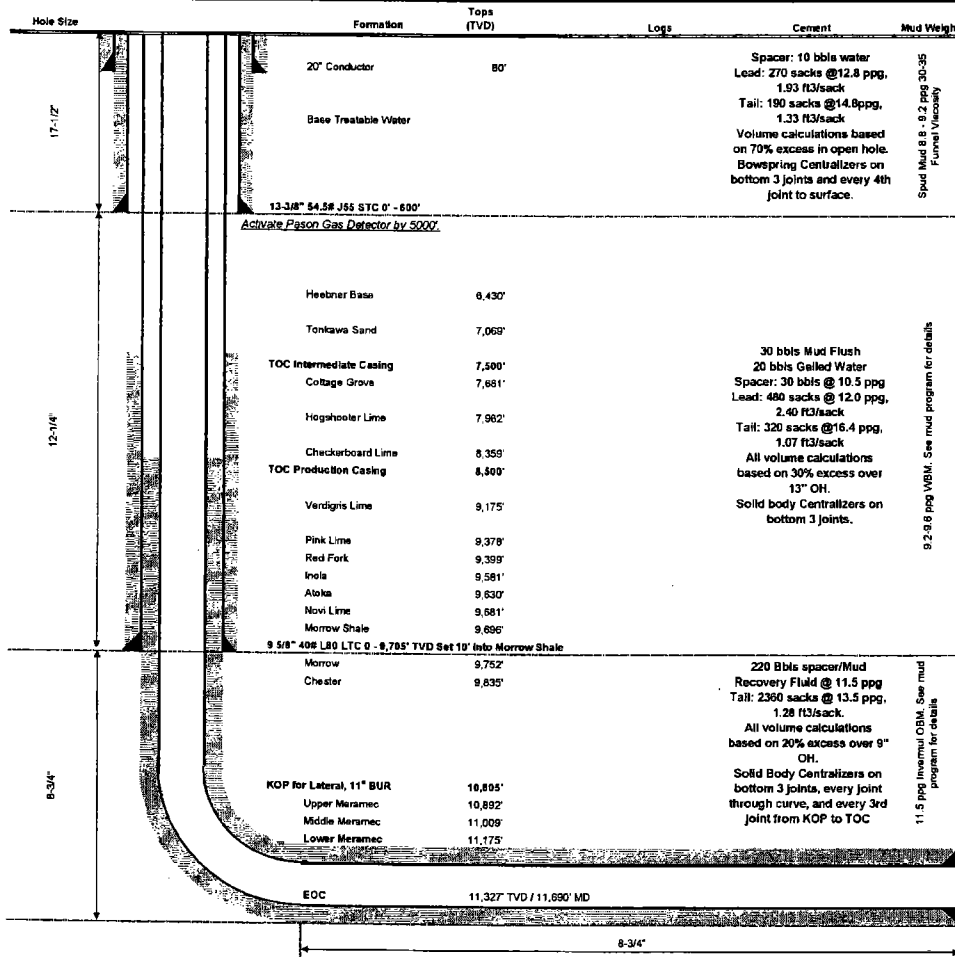 Hole Size
Formation
Tops
(TVD)
Logs
Cement
Mud Weigh
17-1/2"
20" Conductor 80'
Base Treatable Water
Spacer: 10 bbls water
Lead: 270 sacks @12.8 ppg,
1.93 ft3/sack
Tail: 190 sacks @14.8ppg,
1.33 ft3/sack
Volume calculations based
on 70% excess in open hole.
Bowspring Centralizers on
bottom 3 joints and every 4th
joint to surface.
Spud Mud 8.8 - 9.2 ppg 30-35
Funnel Viscosity
13-3/8" 54.5# J55 STC 0' - 600'
Activate Pason Gas Detector by 5000'.
12-1/4"
Heebner Base 6,430'
Tonkawa Sand 7,069'
TOC Intermediate Casing 7,500'
Cottage Grove 7,681'
Hogshooter Lime 7,962'
Checkerboard Lime 8,359'
TOC Production Casing 8,500'
Verdigris Lime 9,175'
Pink Lime 9,378'
Red Fork 9,399'
Inola 9,581'
Atoka 9,630'
Novi Lime 9,681'
Morrow Shale 9,696'
30 bbls Mud Flush
20 bbls Gelled Water
Spacer: 30 bbls @ 10.5 ppg
Lead: 480 sacks @ 12.0 ppg,
2.40 ft3/sack
Tail: 320 sacks @16.4 ppg,
1.07 ft3/sack
All volume calculations
based on 30% excess over
13" OH.
Solid body Centralizers on
bottom 3 joints.
9.2-9.6 ppg WBM. See mud program for details
9 5/8" 40# L80 LTC 0 - 9,705' TVD Set 10' into Morrow Shale
8-3/4"
Morrow 9,752'
Chester 9,835'
KOP for Lateral, 11° BUR 10,805'
Upper Meramec 10,892'
Middle Meramec 11,009'
Lower Meramec 11,175'
220 Bbls spacer/Mud
Recovery Fluid @ 11.5 ppg
Tail: 2360 sacks @ 13.5 ppg,
1.28 ft3/sack.
All volume calculations
based on 20% excess over 9"
OH.
Solid Body Centralizers on
bottom 3 joints, every joint
through curve, and every 3rd
joint from KOP to TOC
11.5 ppg Invermul OBM. See mud
program for details
EOC 11,327' TVD / 11,690' MD
8-3/4"